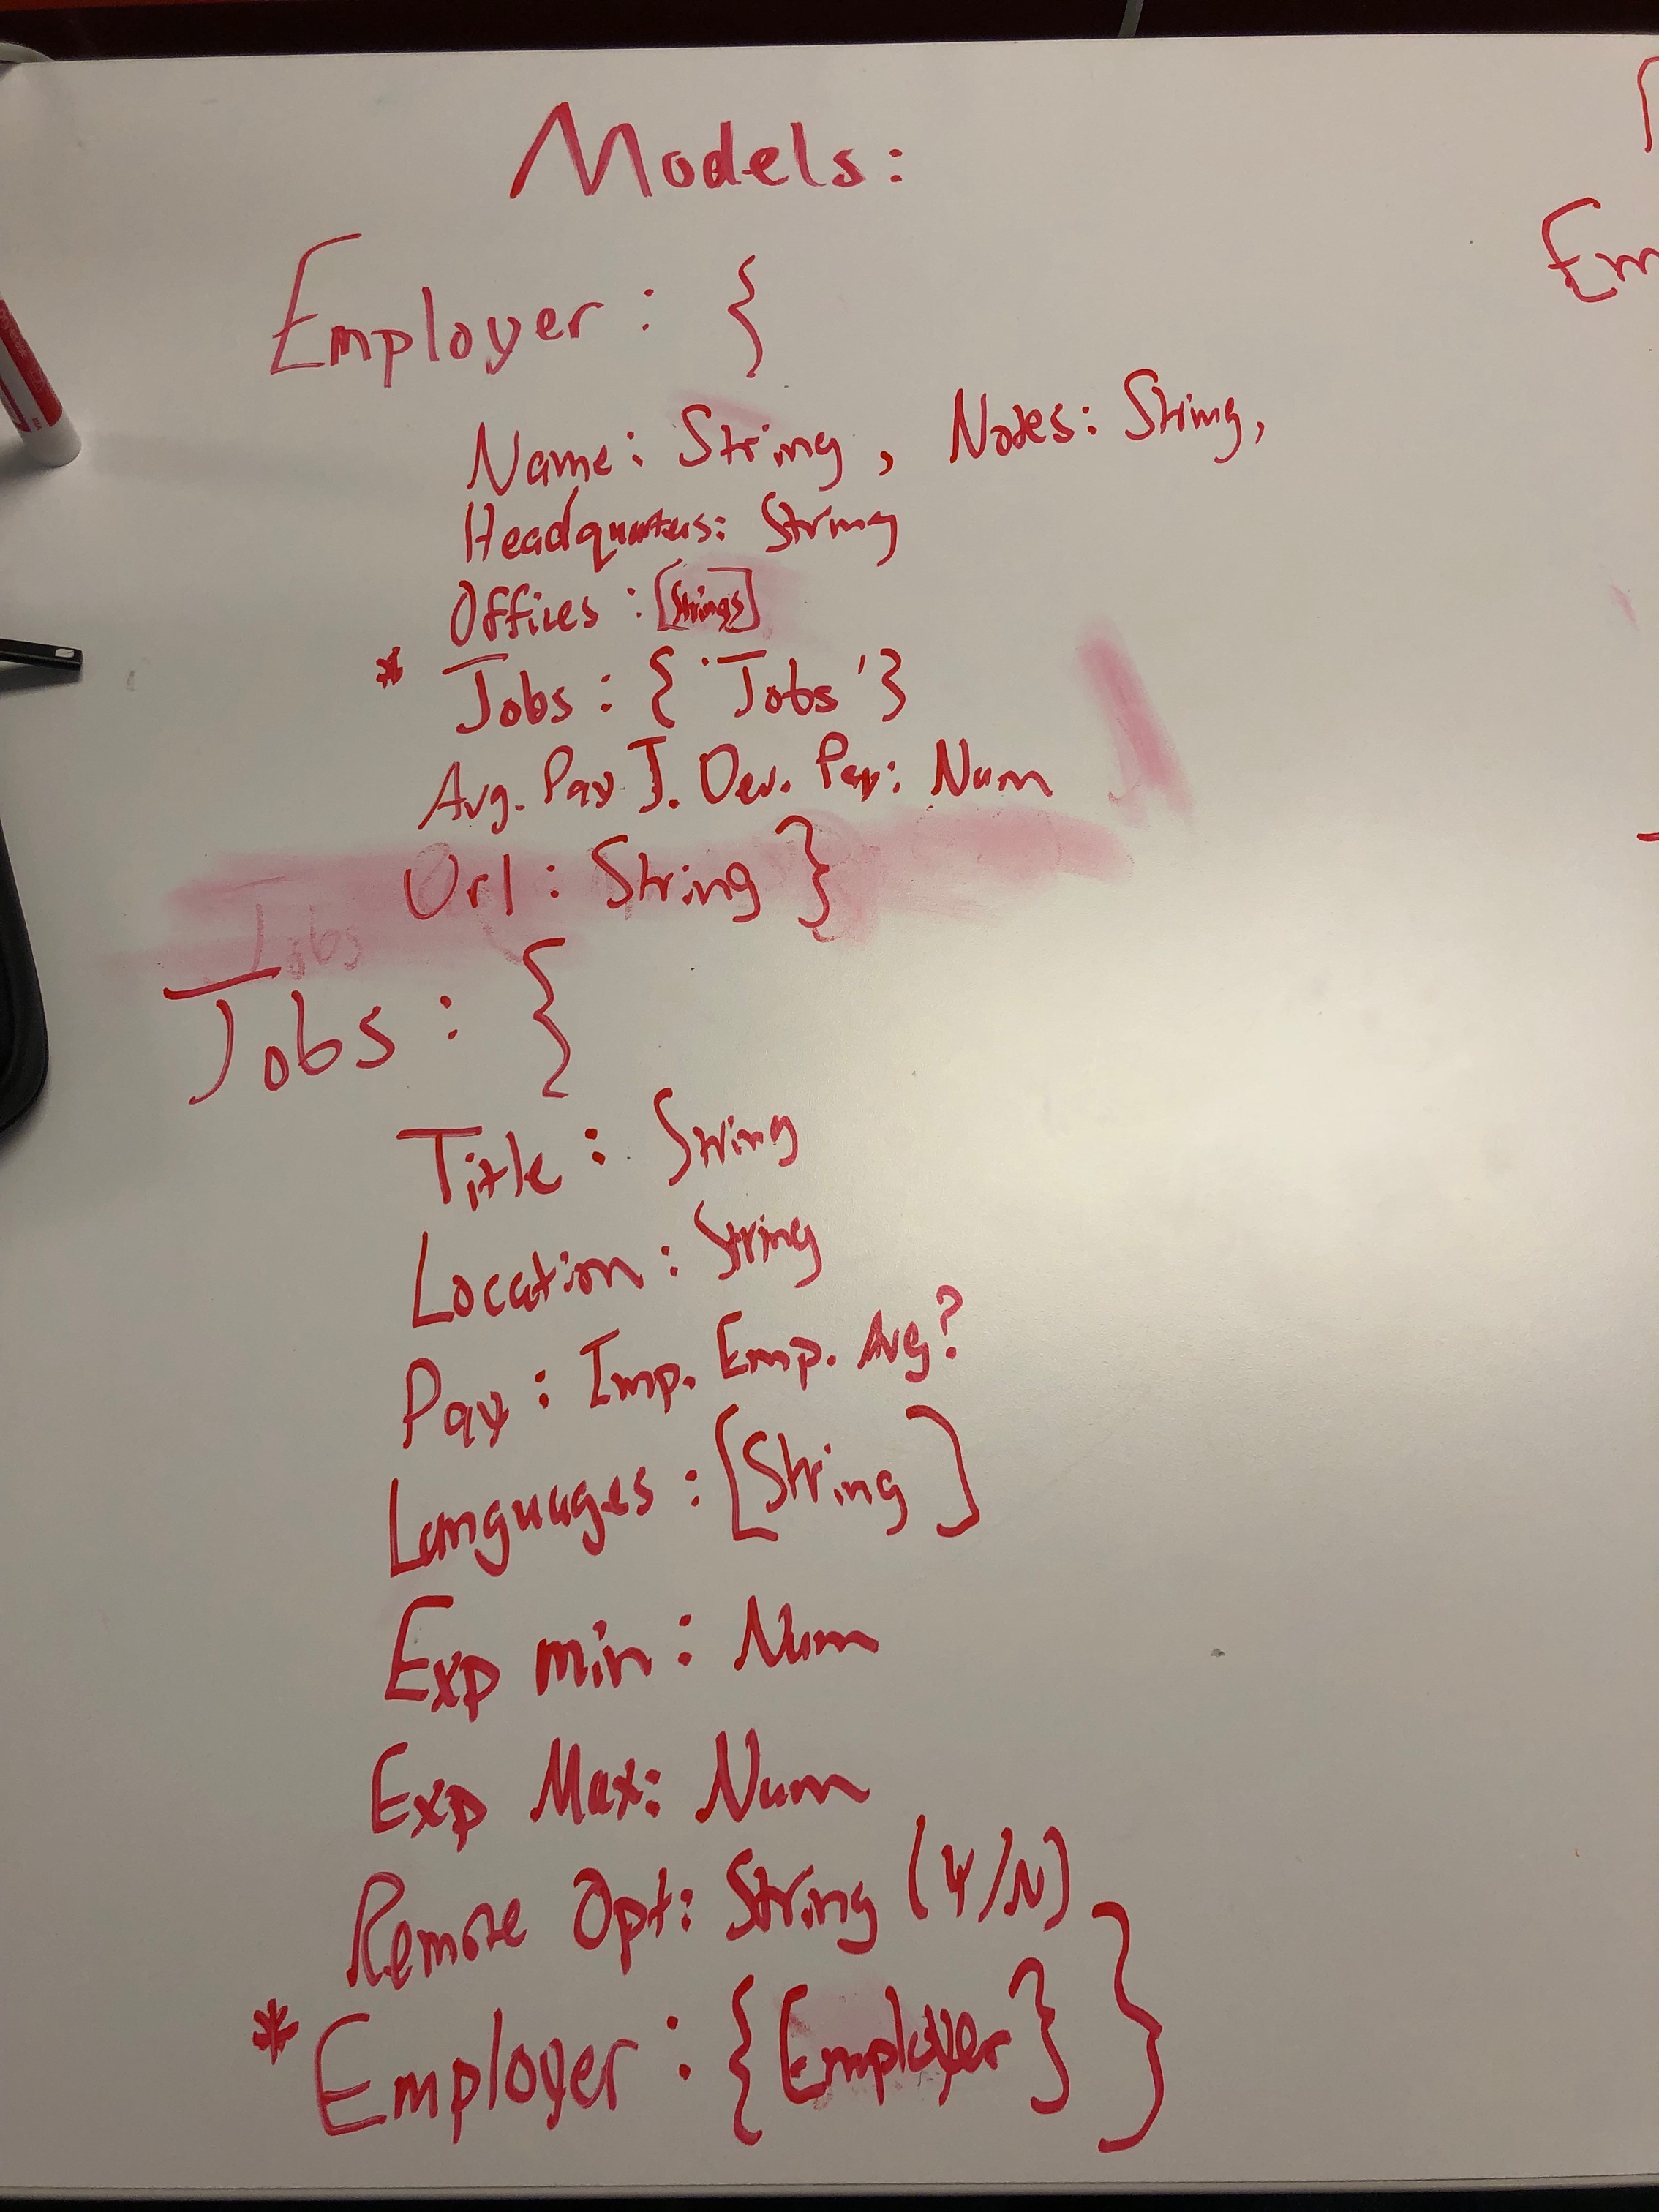 Models:
Employer: {
Name: String, Notes: String,
Headquarters: String
Offices: [Strings]
* Jobs: {'Jobs'}
Avg. Pay J. Dev. Pay: Num
Url: String }
Jobs
Jobs: {
Title: String
Location: String
Pay: Imp. Emp. Avg?
Languages: [String]
Exp min: Num
Exp Max: Num
Remote Opt: String (Y/N)
* Employer: {Employer} }
Em